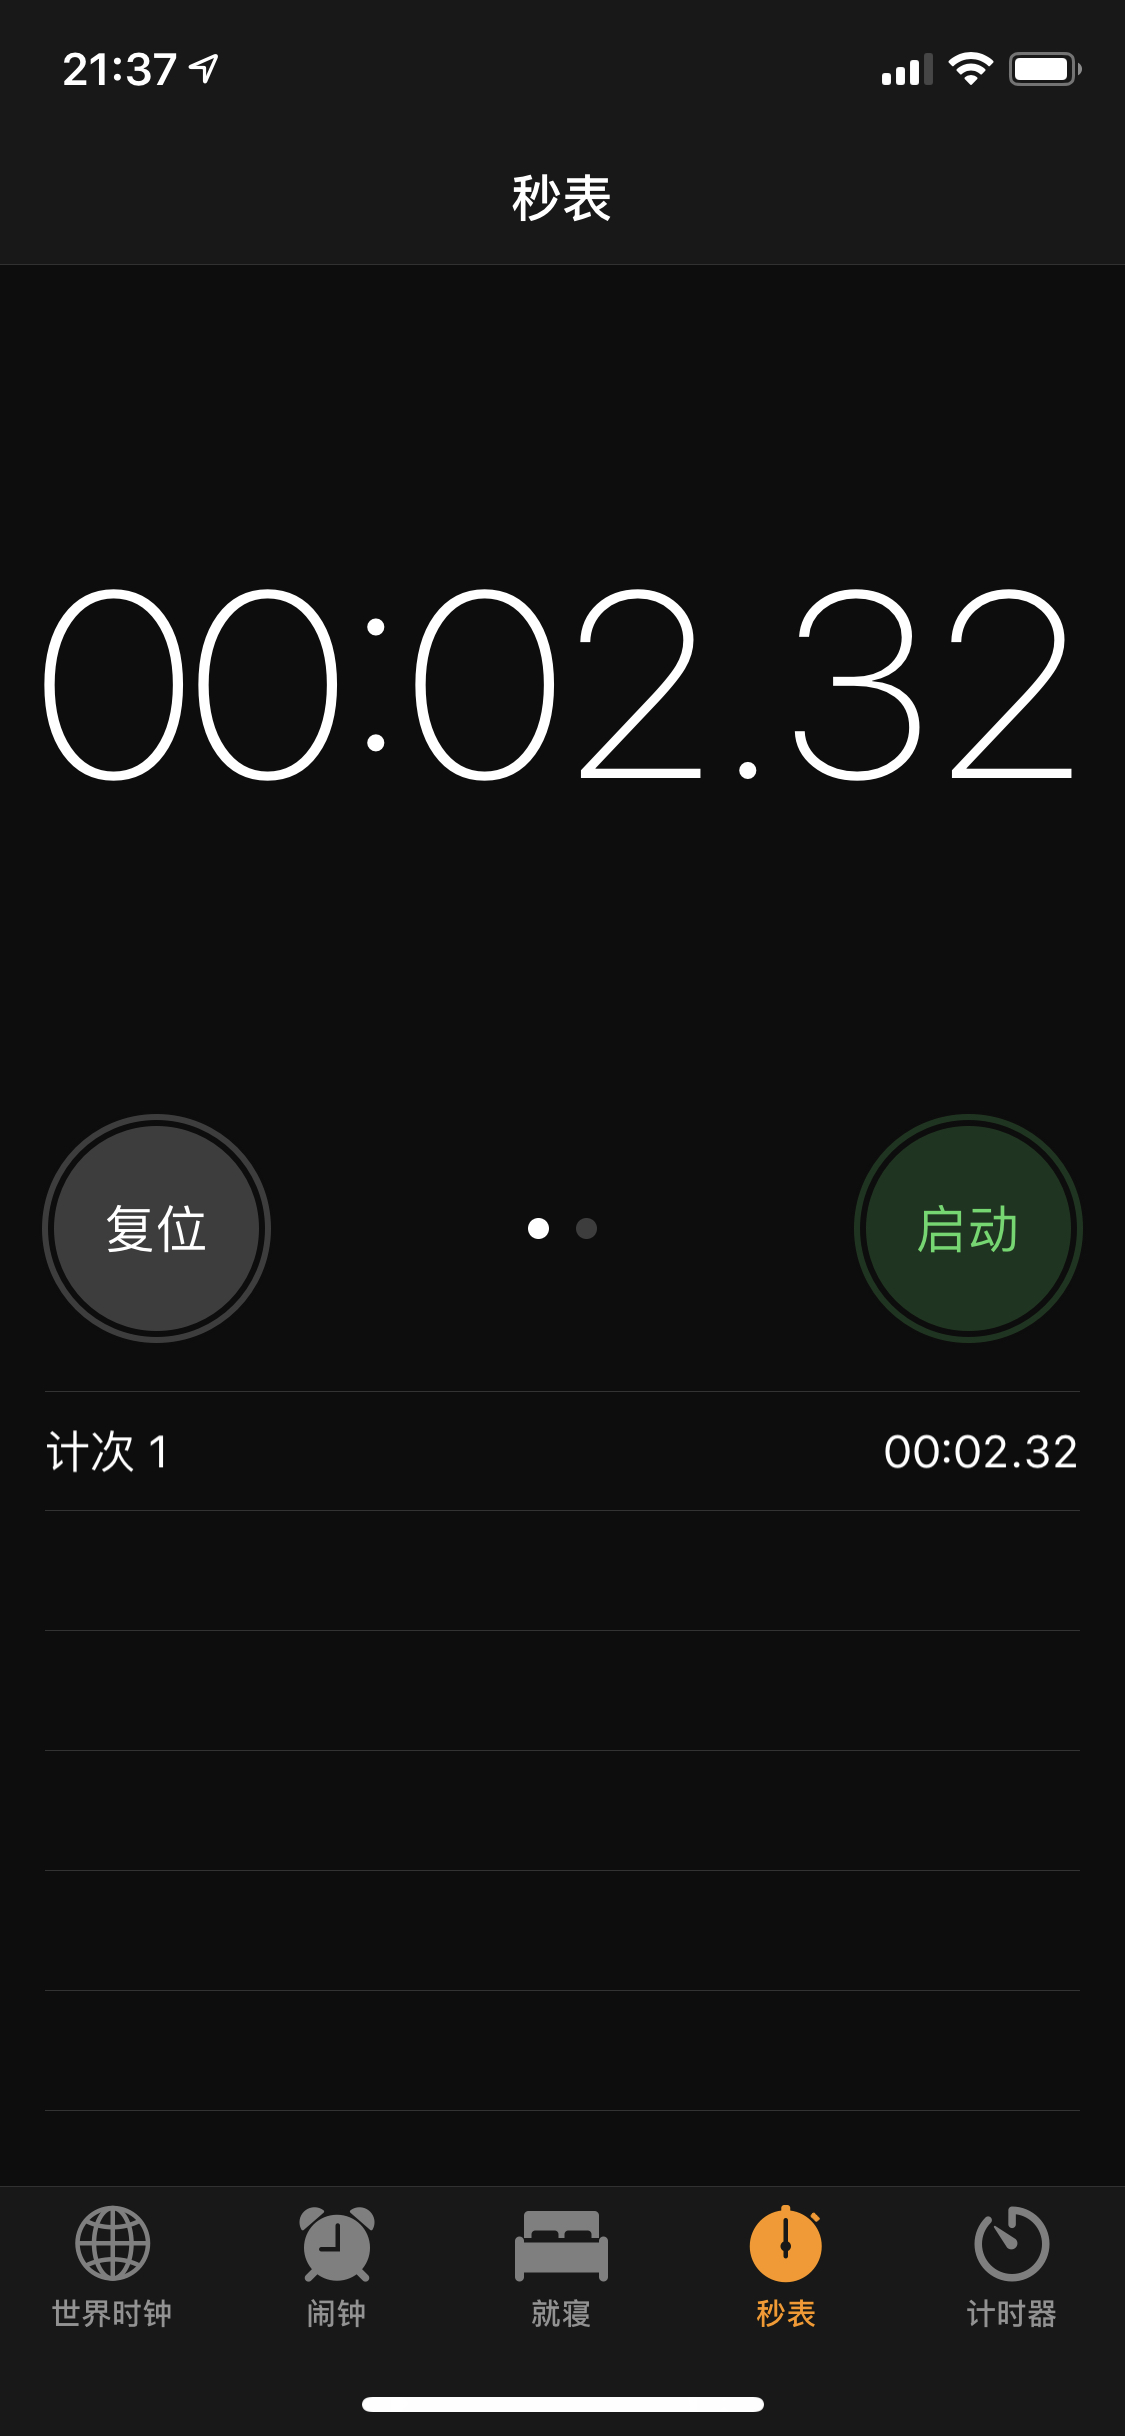 21:37
秒表
00:02.32
复位
启动
计次 1 00:02.32
世界时钟 闹钟 就寝 秒表 计时器